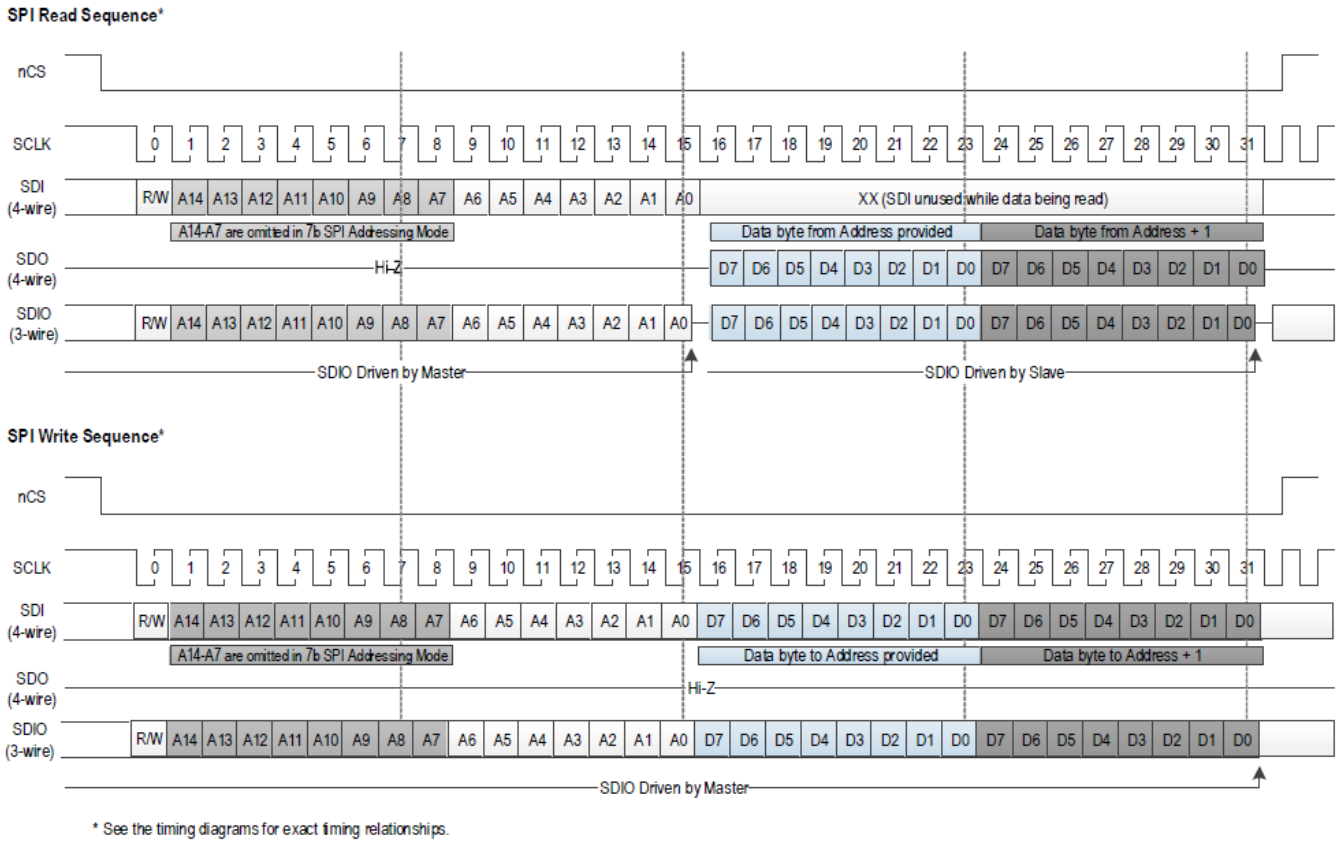 SPI Read Sequence*
nCS
SCLK 0 1 2 3 4 5 6 7 8 9 10 11 12 13 14 15 16 17 18 19 20 21 22 23 24 25 26 27 28 29 30 31
SDI
(4-wire)
R/W A14 A13 A12 A11 A10 A9 A8 A7 A6 A5 A4 A3 A2 A1 A0 XX (SDI unused while data being read)
A14-A7 are omitted in 7b SPI Addressing Mode Data byte from Address provided Data byte from Address + 1
SDO
(4-wire)
Hi-Z D7 D6 D5 D4 D3 D2 D1 D0 D7 D6 D5 D4 D3 D2 D1 D0
SDIO
(3-wire)
R/W A14 A13 A12 A11 A10 A9 A8 A7 A6 A5 A4 A3 A2 A1 A0 D7 D6 D5 D4 D3 D2 D1 D0 D7 D6 D5 D4 D3 D2 D1 D0
SDIO Driven by Master SDIO Driven by Slave
SPI Write Sequence*
nCS
SCLK 0 1 2 3 4 5 6 7 8 9 10 11 12 13 14 15 16 17 18 19 20 21 22 23 24 25 26 27 28 29 30 31
SDI
(4-wire)
R/W A14 A13 A12 A11 A10 A9 A8 A7 A6 A5 A4 A3 A2 A1 A0 D7 D6 D5 D4 D3 D2 D1 D0 D7 D6 D5 D4 D3 D2 D1 D0
A14-A7 are omitted in 7b SPI Addressing Mode Data byte to Address provided Data byte to Address + 1
SDO
(4-wire)
Hi-Z
SDIO
(3-wire)
R/W A14 A13 A12 A11 A10 A9 A8 A7 A6 A5 A4 A3 A2 A1 A0 D7 D6 D5 D4 D3 D2 D1 D0 D7 D6 D5 D4 D3 D2 D1 D0
SDIO Driven by Master
* See the timing diagrams for exact timing relationships.